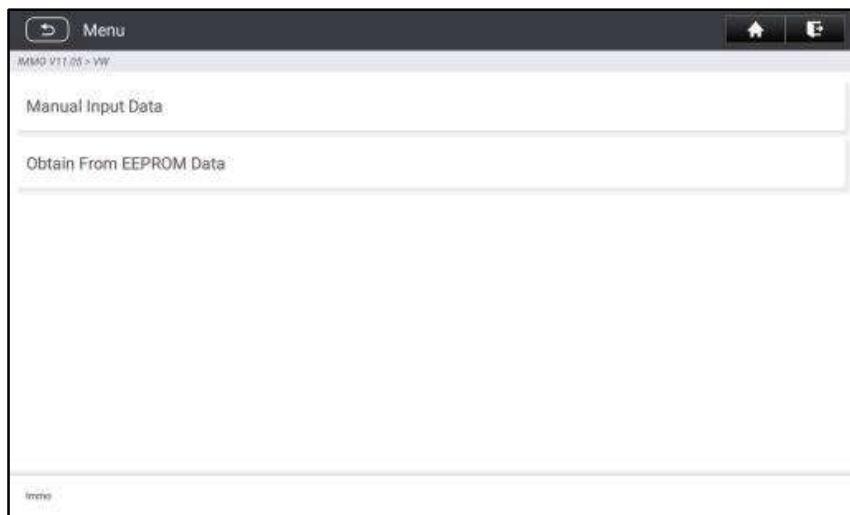 Menu
IMMO V11.05 > VW
Manual Input Data
Obtain From EEPROM Data
Immo